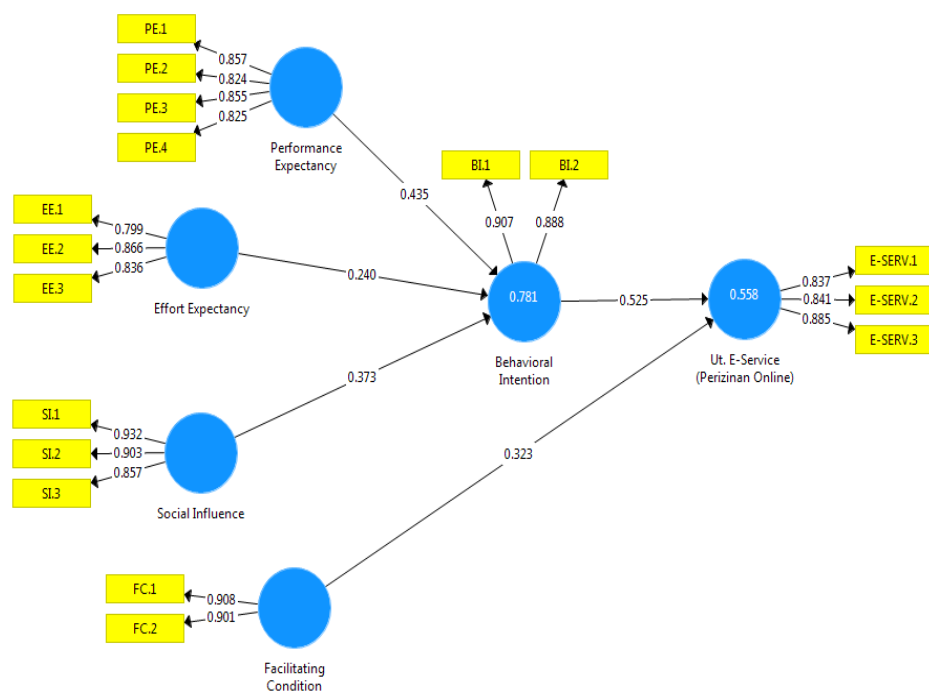 PE.1
0.857
PE.2
0.824
PE.3
0.855
PE.4
0.825
Performance
Expectancy
0.435
BI.1
BI.2
0.907
0.888
EE.1
0.799
EE.2
0.866
EE.3
0.836
Effort Expectancy
0.240
0.781
Behavioral
Intention
0.525
0.558
Ut. E-Service
(Perizinan Online)
E-SERV.1
0.837
E-SERV.2
0.841
E-SERV.3
0.885
SI.1
0.932
SI.2
0.903
SI.3
0.857
Social Influence
0.373
FC.1
0.908
FC.2
0.901
Facilitating
Condition
0.323